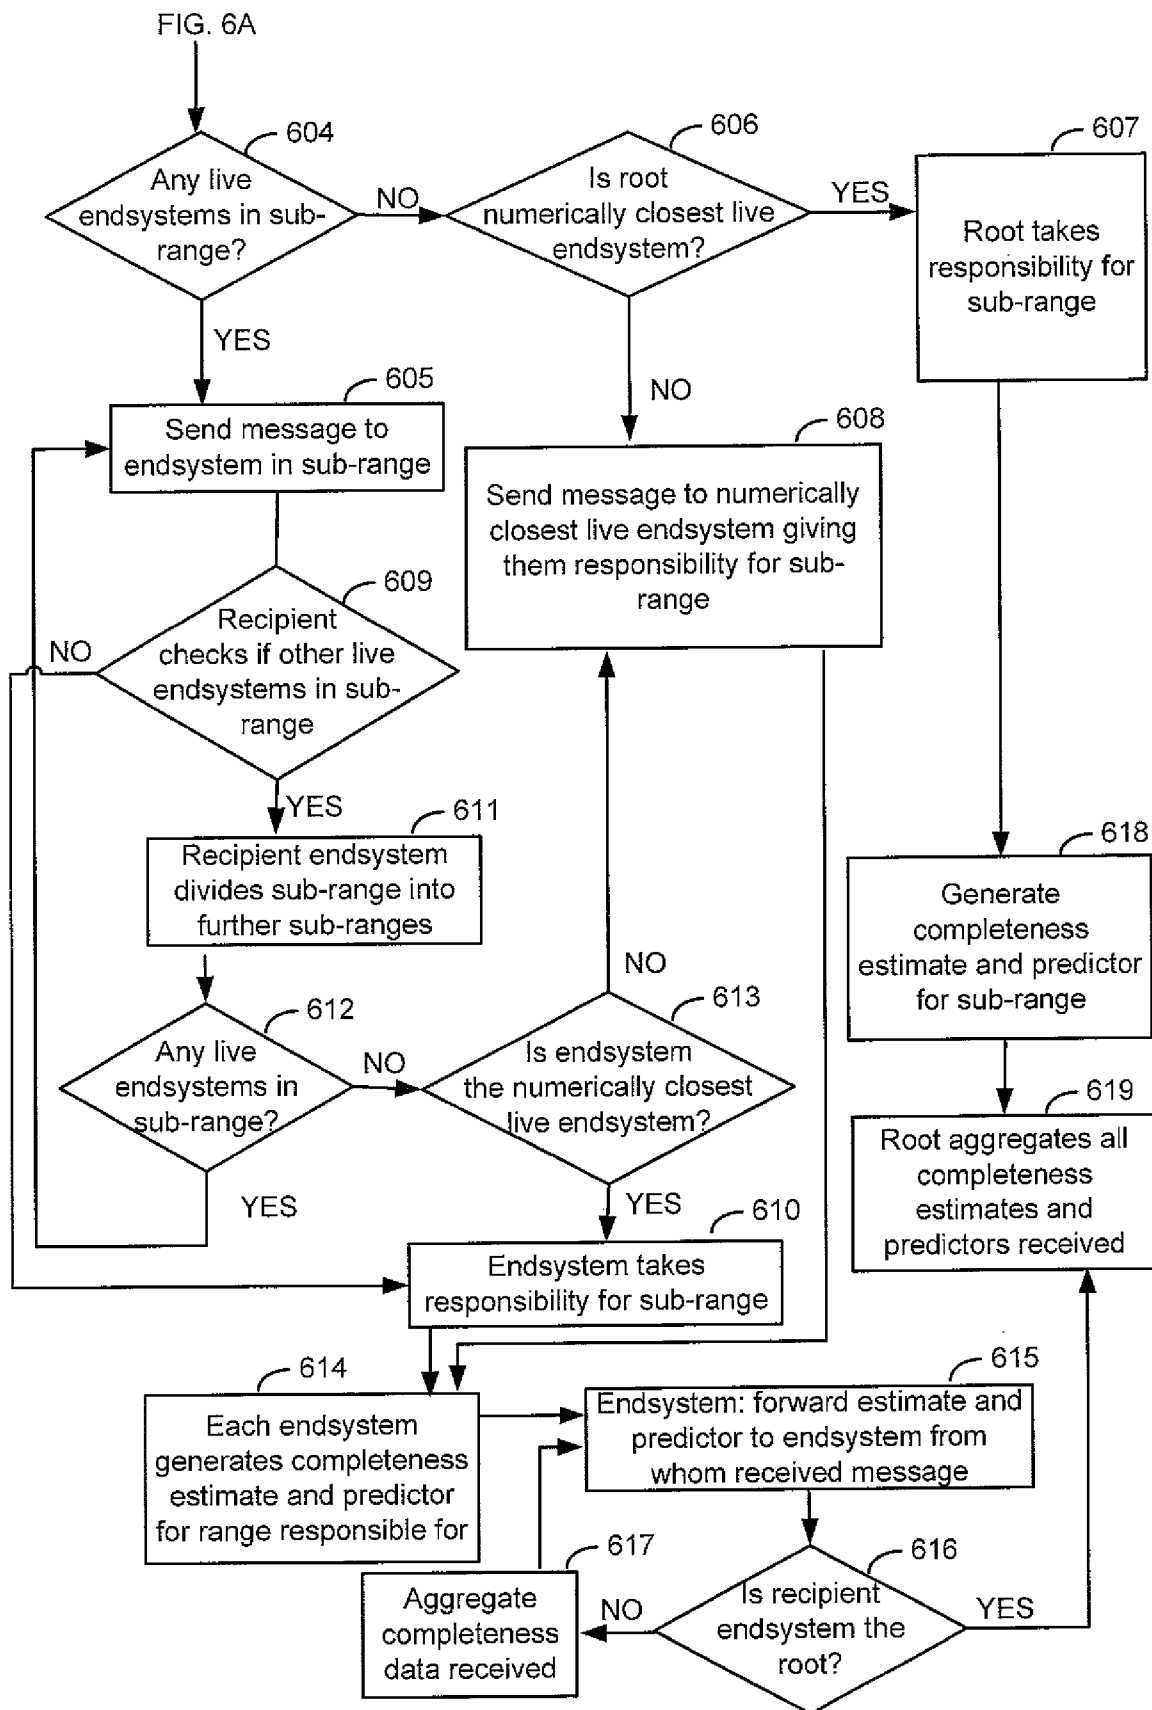 FIG. 6A
604
Any live
endsystems in sub-
range?
NO
YES
606
Is root
numerically closest live
endsystem?
YES
NO
607
Root takes
responsibility for
sub-range
605
Send message to
endsystem in sub-range
608
Send message to numerically
closest live endsystem giving
them responsibility for sub-
range
609
Recipient
checks if other live
endsystems in sub-
range
NO
YES
611
Recipient endsystem
divides sub-range into
further sub-ranges
612
Any live
endsystems in
sub-range?
NO
YES
613
Is endsystem
the numerically closest
live endsystem?
NO
YES
618
Generate
completeness
estimate and predictor
for sub-range
619
Root aggregates all
completeness
estimates and
predictors received
610
Endsystem takes
responsibility for sub-range
614
Each endsystem
generates completeness
estimate and predictor
for range responsible for
615
Endsystem: forward estimate and
predictor to endsystem from
whom received message
616
Is recipient
endsystem the
root?
NO
YES
617
Aggregate
completeness
data received